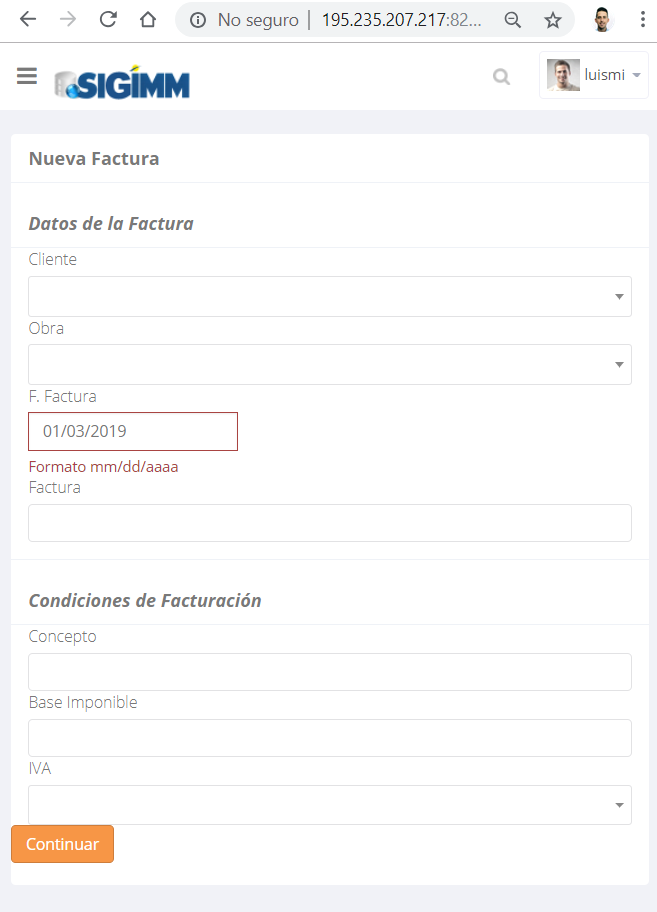 No seguro | 195.235.207.217:82...
SIGIMM
luismi
Nueva Factura
Datos de la Factura
Cliente
Obra
F. Factura
01/03/2019
Formato mm/dd/aaaa
Factura
Condiciones de Facturación
Concepto
Base Imponible
IVA
Continuar